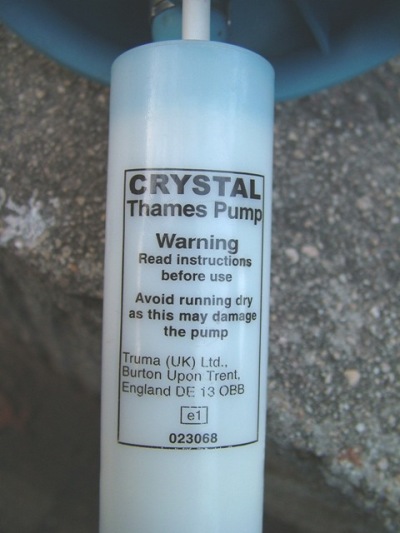 CRYSTAL
Thames Pump
Warning
Read instructions
before use
Avoid running dry
as this may damage
the pump
Truma (UK) Ltd.,
Burton Upon Trent,
England DE 13 OBB
e1
023068